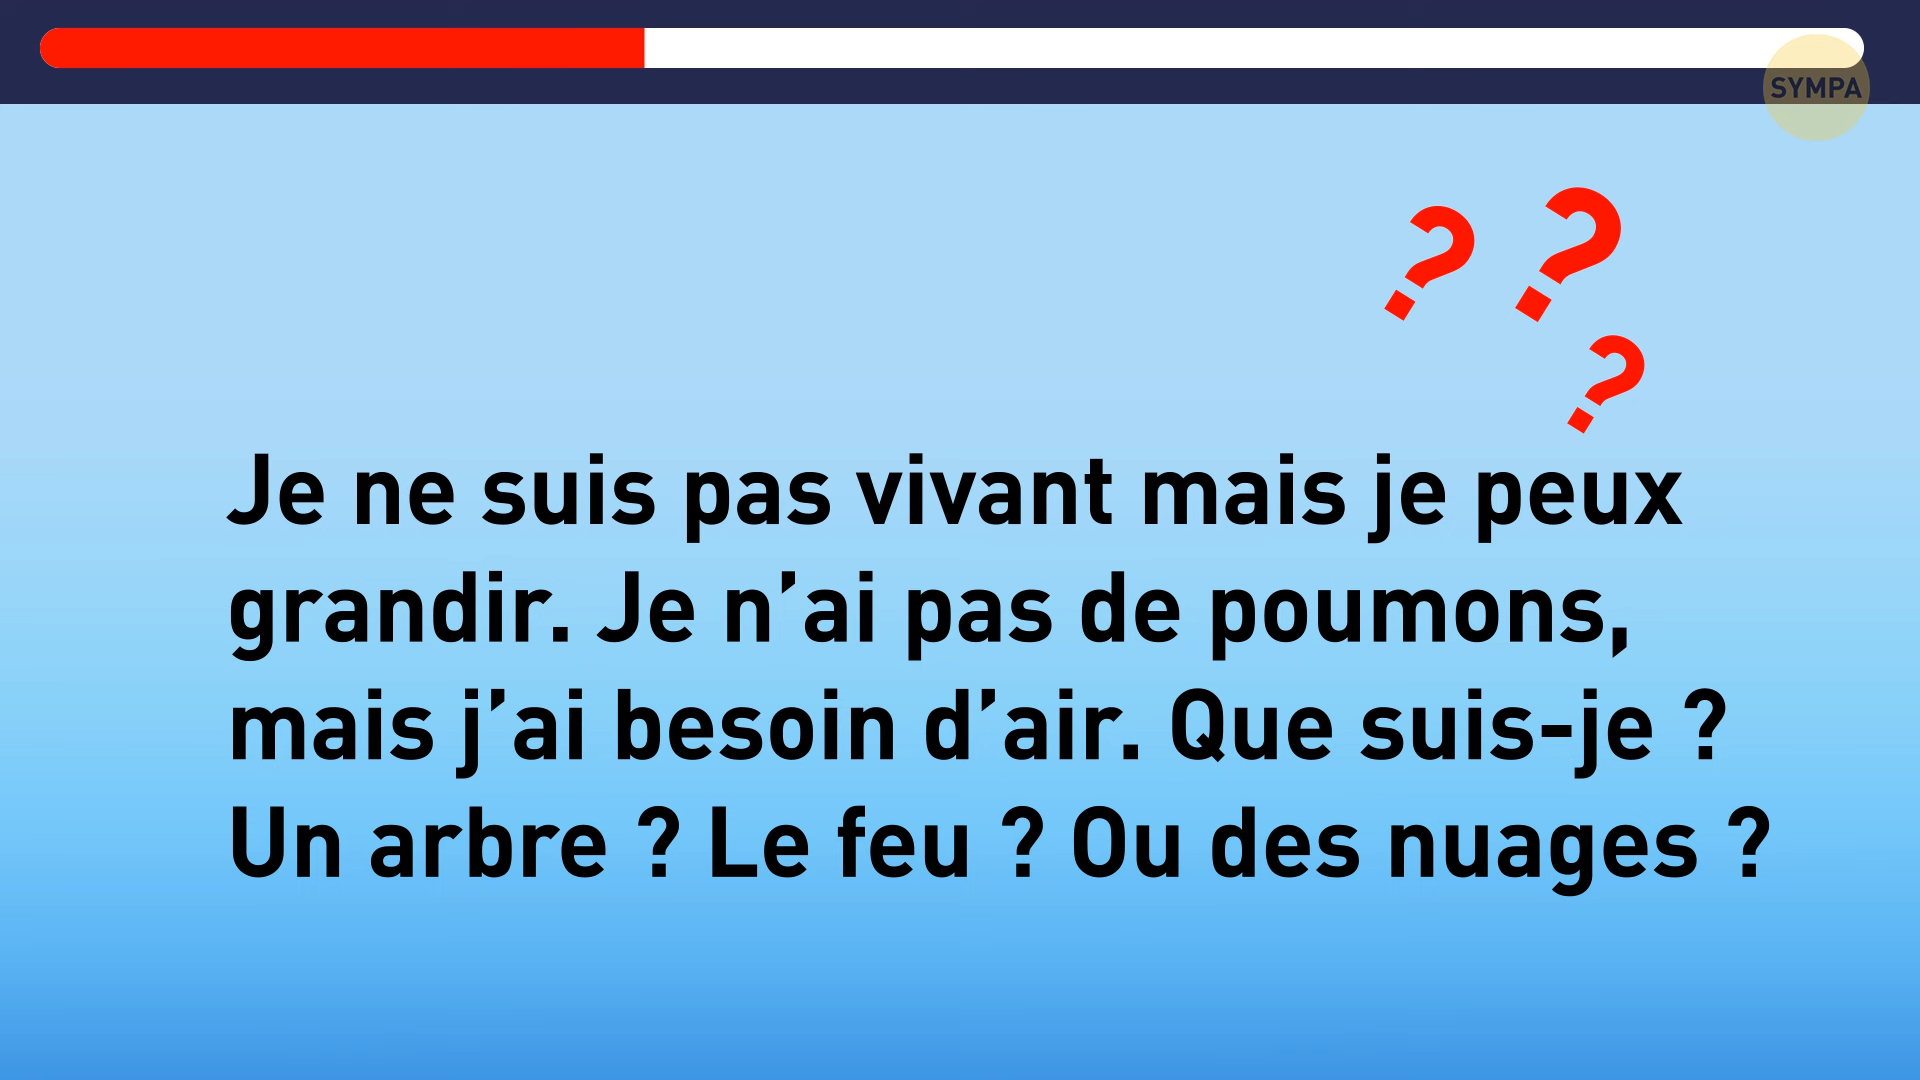 SYMPA
? ?
?
Je ne suis pas vivant mais je peux
grandir. Je n’ai pas de poumons,
mais j’ai besoin d’air. Que suis-je ?
Un arbre ? Le feu ? Ou des nuages ?